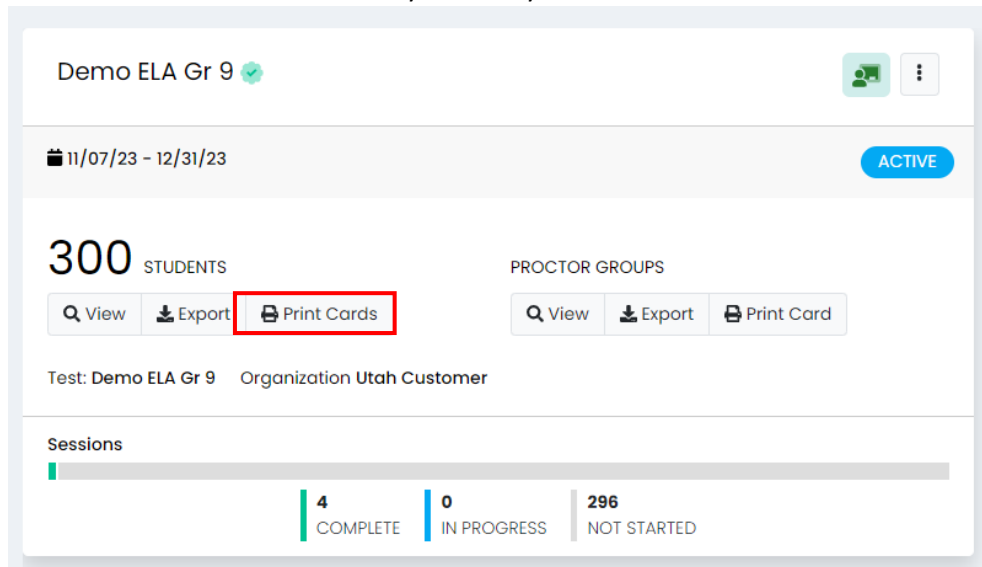 Demo ELA Gr 9
11/07/23 - 12/31/23
ACTIVE
300 STUDENTS
PROCTOR GROUPS
View Export Print Cards
View Export Print Card
Test: Demo ELA Gr 9 Organization Utah Customer
Sessions
4 0 296
COMPLETE IN PROGRESS NOT STARTED